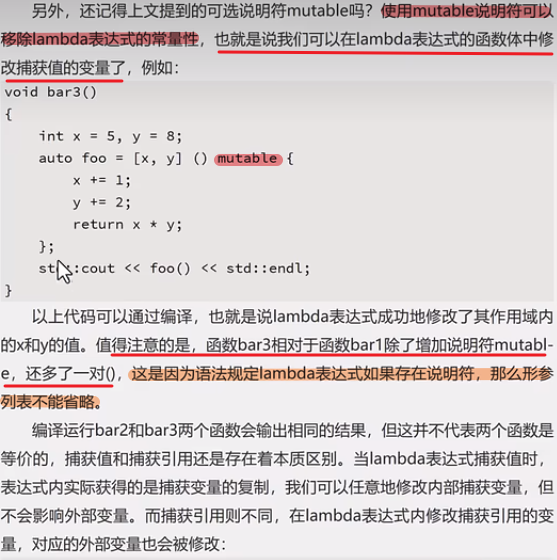 另外，还记得上文提到的可选说明符mutable吗？使用mutable说明符可以
移除lambda表达式的常量性，也就是说我们可以在lambda表达式的函数体中修
改捕获值的变量了，例如：
void bar3()
{
    int x = 5, y = 8;
    auto foo = [x, y] () mutable {
        x += 1;
        y += 2;
        return x * y;
    };
    std::cout << foo() << std::endl;
}
以上代码可以通过编译，也就是说lambda表达式成功地修改了其作用域内
的x和y的值。值得注意的是，函数bar3相对于函数bar1除了增加说明符mutabl-
e，还多了一对()，这是因为语法规定lambda表达式如果存在说明符，那么形参
列表不能省略。
编译运行bar2和bar3两个函数会输出相同的结果，但这并不代表两个函数是
等价的，捕获值和捕获引用还是存在着本质区别。当lambda表达式捕获值时，
表达式内实际获得的是捕获变量的复制，我们可以任意地修改内部捕获变量，但
不会影响外部变量。而捕获引用则不同，在lambda表达式内修改捕获引用的变
量，对应的外部变量也会被修改：